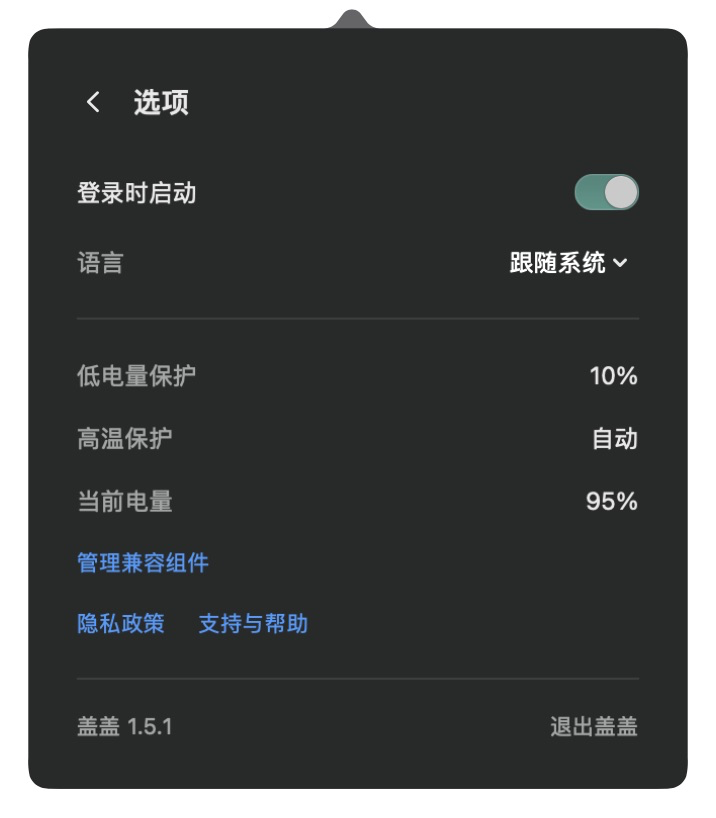 选项
登录时启动
语言 跟随系统
低电量保护 10%
高温保护 自动
当前电量 95%
管理兼容组件
隐私政策 支持与帮助
盖盖 1.5.1 退出盖盖